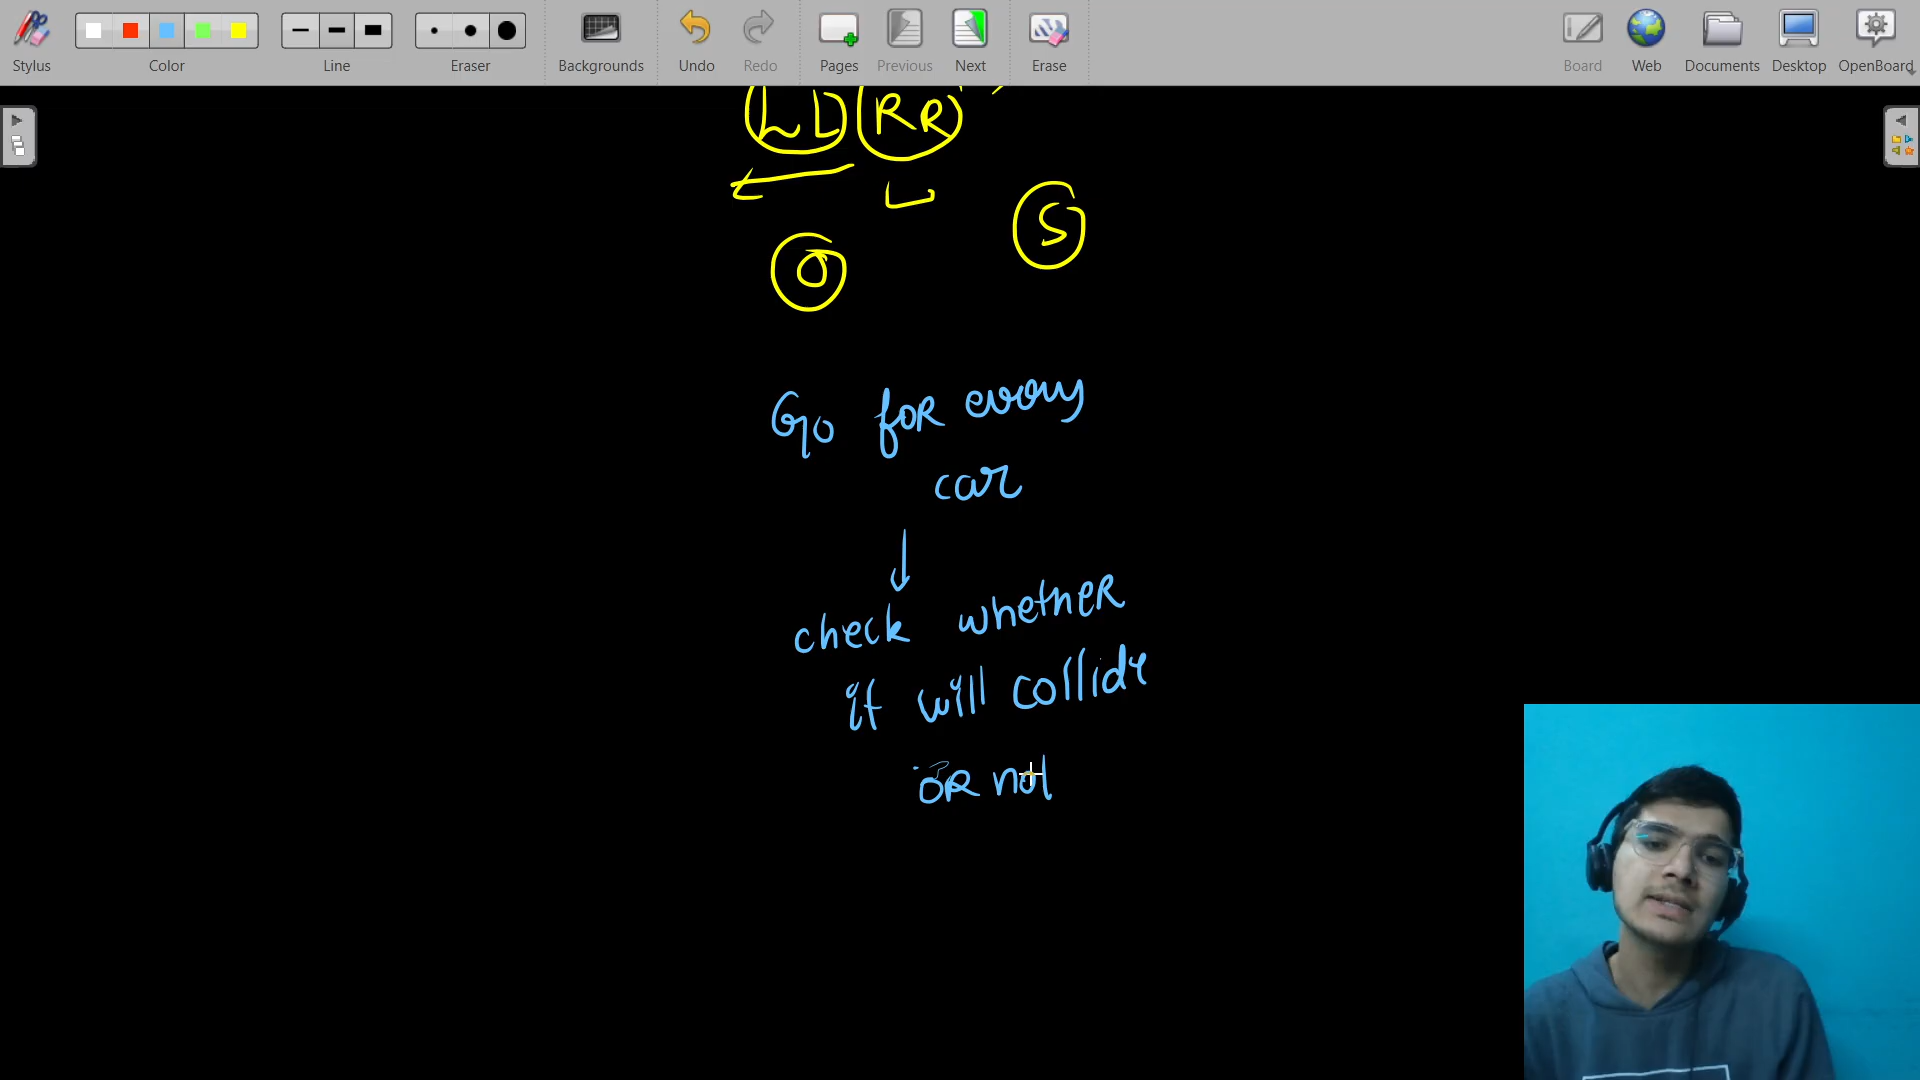 Stylus
Color
Line
Eraser
Backgrounds
Undo
Redo
Pages
Previous
Next
Erase
Board
Web
Documents
Desktop
OpenBoard
RR
S
O
Go for every
car
check whether
it will collide
OR not